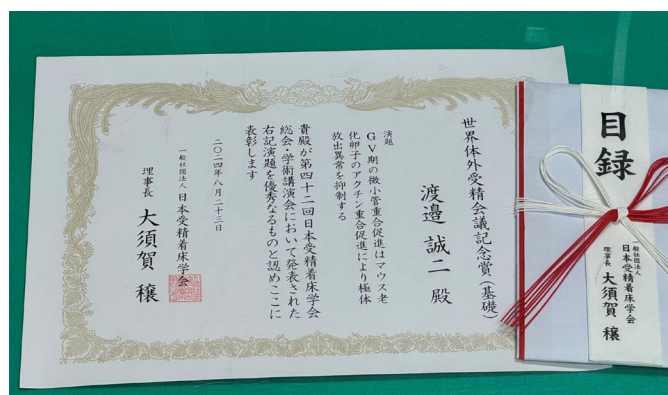 世界体外受精会議記念賞(基礎)
渡邉 誠二 殿
演題
GV期の微小管重合促進はマウス老
化卵子のアクチン重合促進により極体
放出異常を抑制する
貴殿が第四十二回日本受精着床学会
総会・学術講演会において発表された
右記演題を優秀なるものと認めここに
表彰します
二〇二四年八月二十三日
一般社団法人 日本受精着床学会
理事長 大須賀 穣
目録
一般社団法人
日本受精着床学会
理事長 大須賀 穣